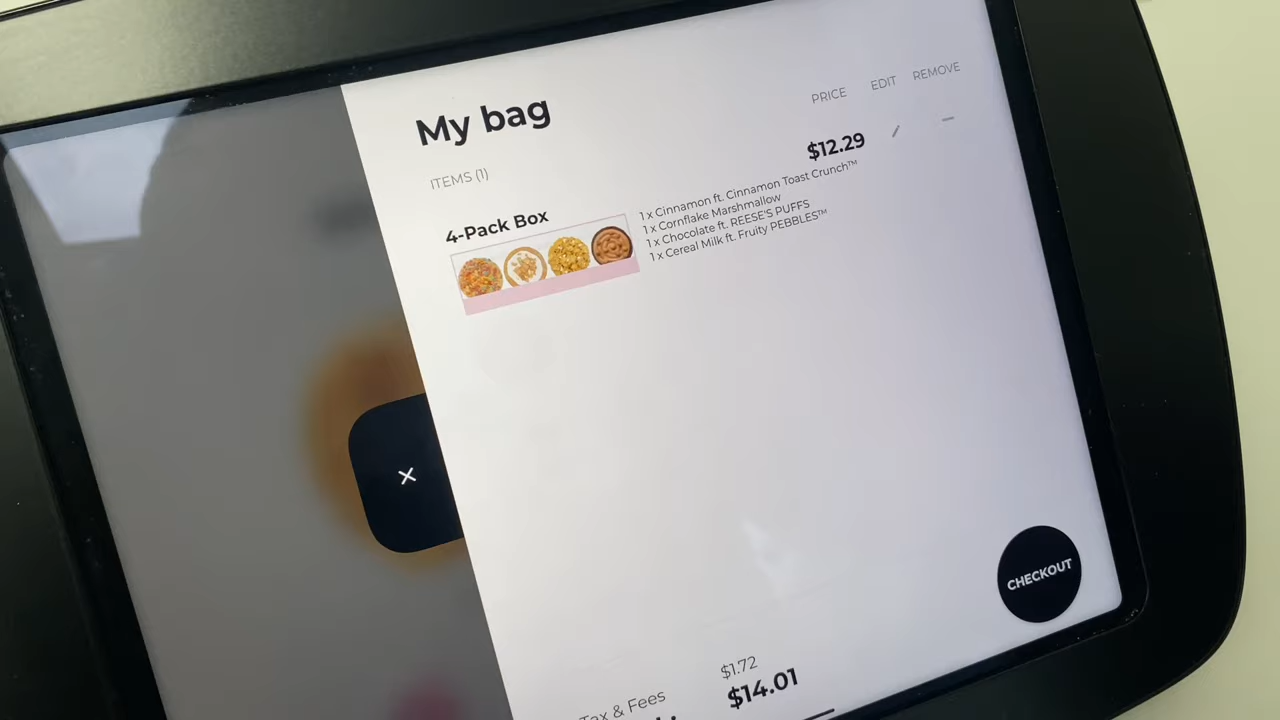 My bag
PRICE EDIT REMOVE
ITEMS (1)
$12.29
4-Pack Box
1 x Cinnamon ft. Cinnamon Toast Crunch™
1 x Cornflake Marshmallow
1 x Chocolate ft. REESE'S PUFFS
1 x Cereal Milk ft. Fruity PEBBLES™
CHECKOUT
Tax & Fees $1.72
$14.01